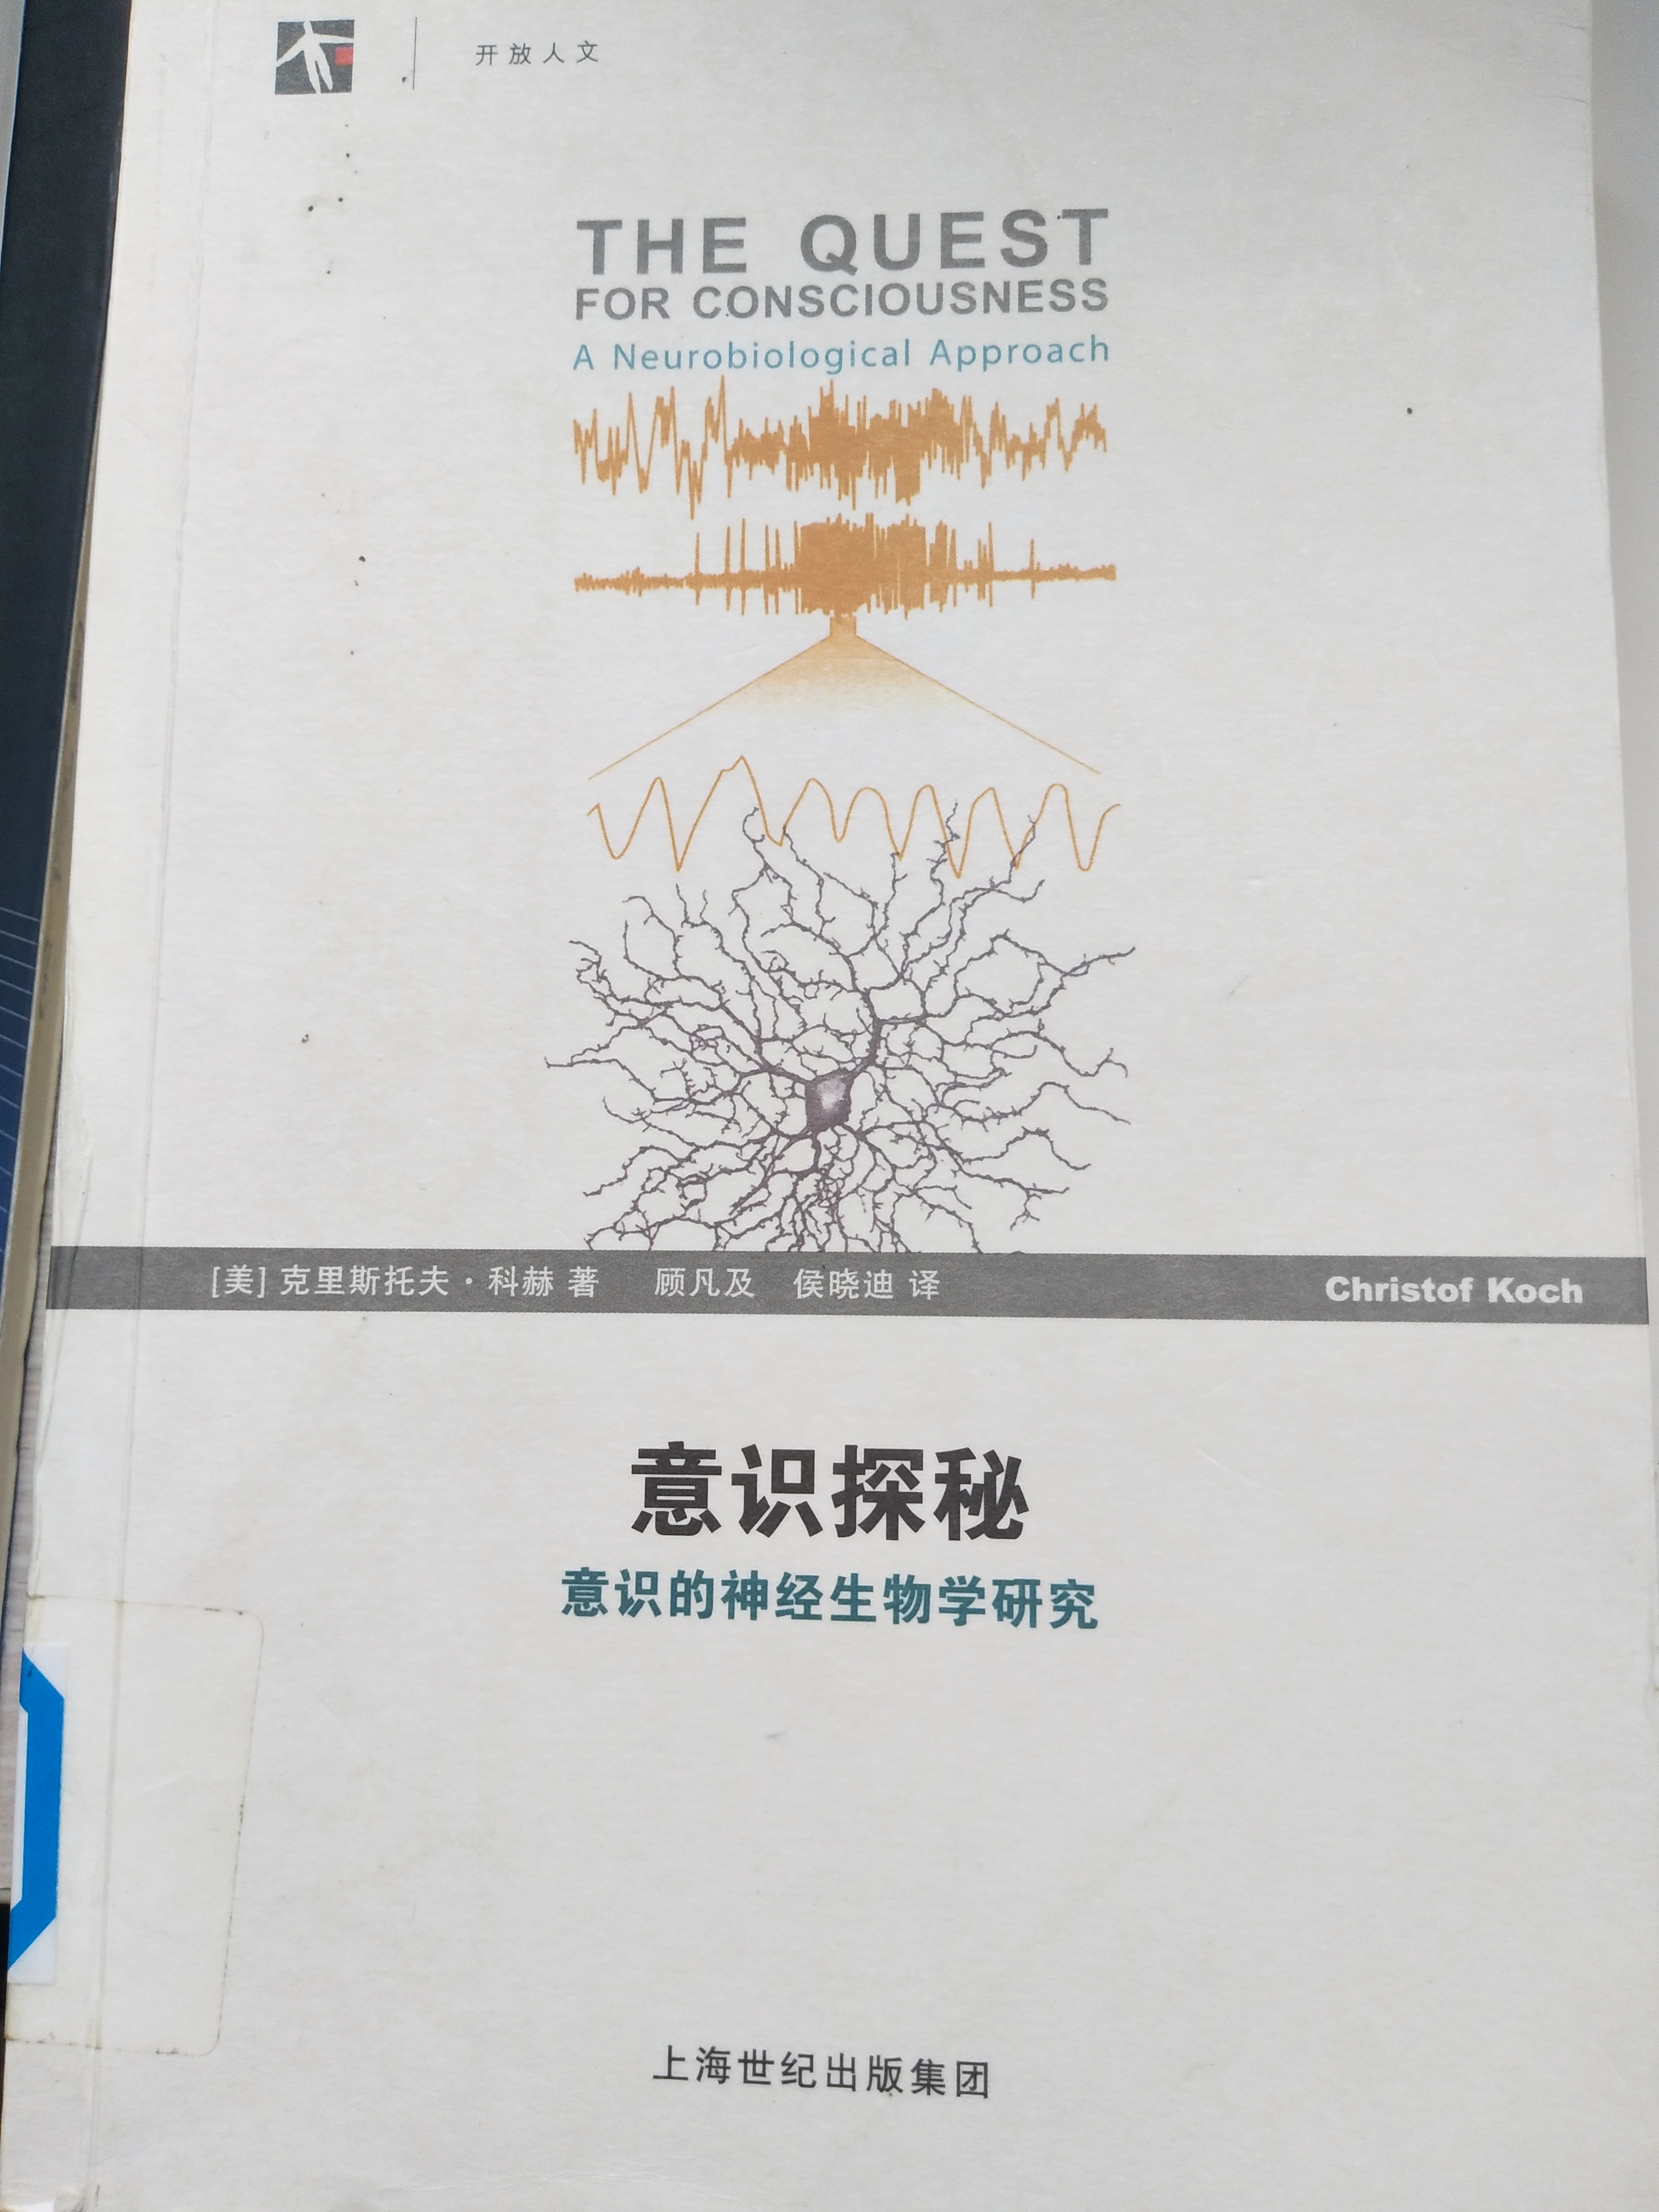 开放人文
THE QUEST
FOR CONSCIOUSNESS
A Neurobiological Approach
[美] 克里斯托夫·科赫 著 顾凡及 侯晓迪 译 Christof Koch
意识探秘
意识的神经生物学研究
上海世纪出版集团